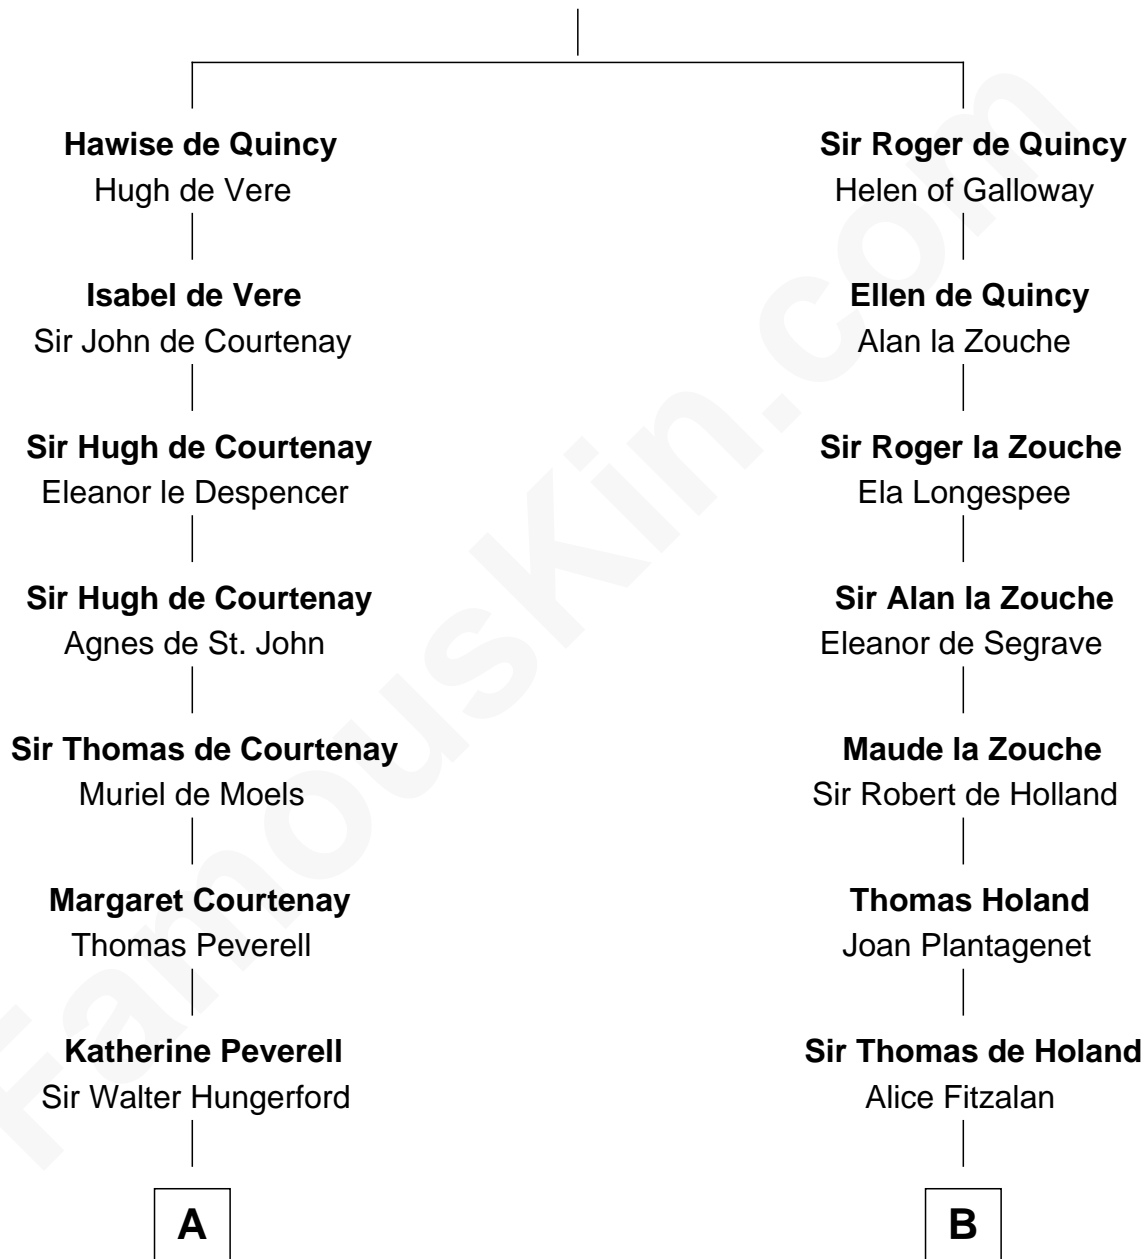 Hawise de Quincy
Hugh de Vere
Isabel de Vere
Sir John de Courtenay
Sir Hugh de Courtenay
Eleanor le Despencer
Sir Hugh de Courtenay
Agnes de St. John
Sir Thomas de Courtenay
Muriel de Moels
Margaret Courtenay
Thomas Peverell
Katherine Peverell
Sir Walter Hungerford
A
Sir Roger de Quincy
Helen of Galloway
Ellen de Quincy
Alan la Zouche
Sir Roger la Zouche
Ela Longespee
Sir Alan la Zouche
Eleanor de Segrave
Maude la Zouche
Sir Robert de Holland
Thomas Holand
Joan Plantagenet
Sir Thomas de Holand
Alice Fitzalan
B
FamousKin.com